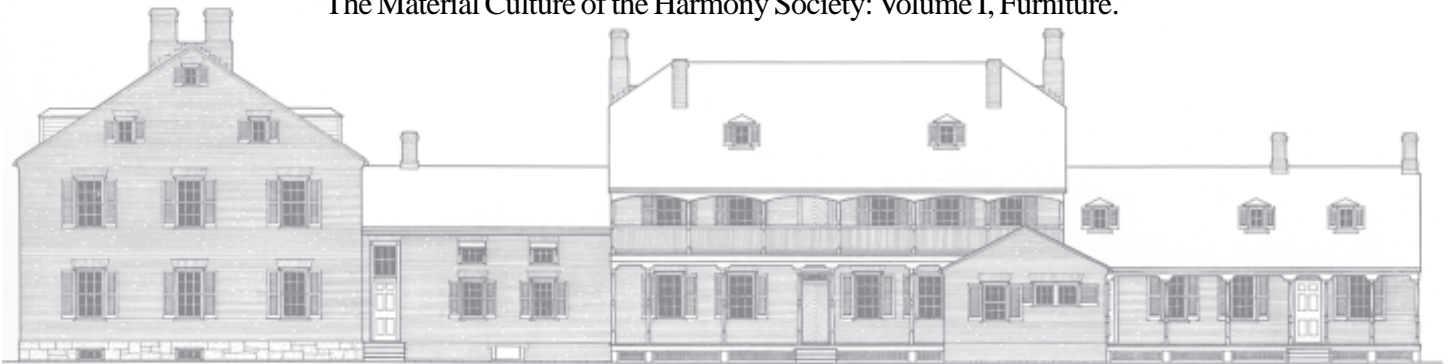 "The Material Culture of the Harmony Society: Volume I, Furniture.